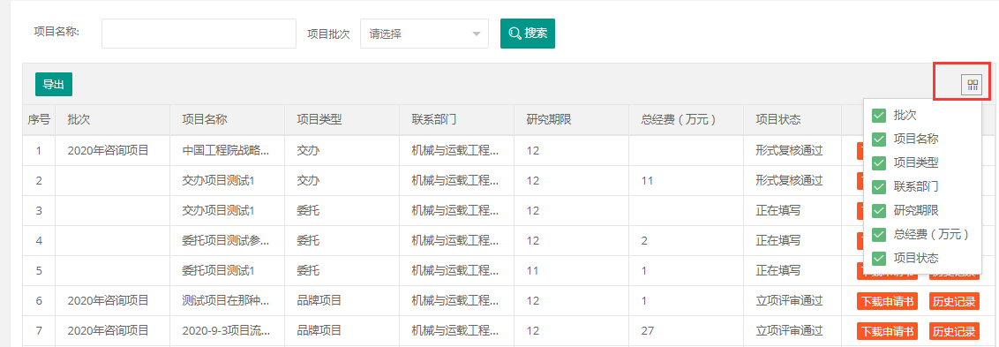 项目名称: 项目批次 请选择 搜索
导出
序号 批次 项目名称 项目类型 联系部门 研究期限 总经费（万元） 项目状态
1 2020年咨询项目 中国工程院战略... 交办 机械与运载工程... 12 形式复核通过
2 交办项目测试1 交办 机械与运载工程... 12 11 形式复核通过
3 交办项目测试1 委托 机械与运载工程... 12 正在填写
4 委托项目测试参... 委托 机械与运载工程... 12 2 正在填写
5 委托项目测试1 委托 机械与运载工程... 11 1 正在填写
6 2020年咨询项目 测试项目在那种... 品牌项目 机械与运载工程... 12 1 立项评审通过 下载申请书 历史记录
7 2020年咨询项目 2020-9-3项目流... 品牌项目 机械与运载工程... 12 27 立项评审通过 下载申请书 历史记录
批次
项目名称
项目类型
联系部门
研究期限
总经费（万元）
项目状态